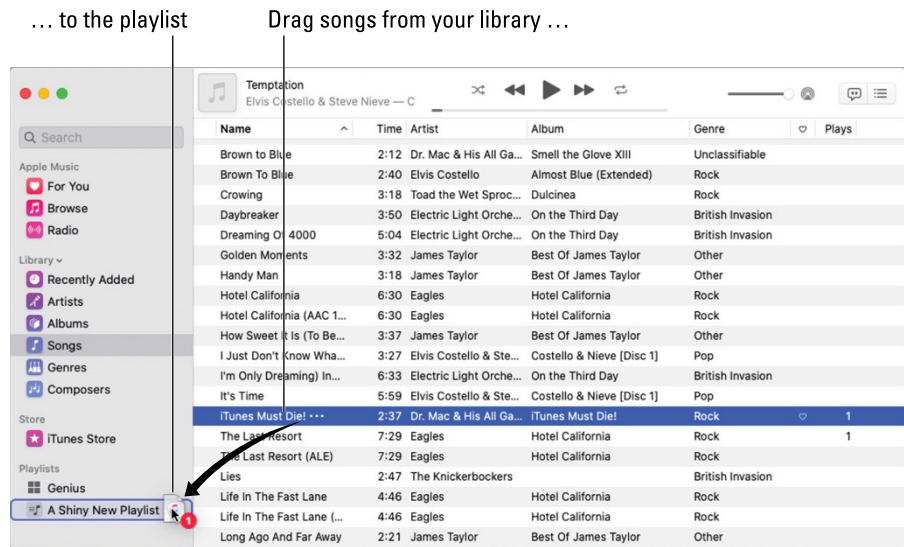 … to the playlist
Drag songs from your library …
Temptation
Elvis Costello & Steve Nieve — C
Search
Apple Music
For You
Browse
Radio
Library
Recently Added
Artists
Albums
Songs
Genres
Composers
Store
iTunes Store
Playlists
Genius
A Shiny New Playlist
1
Name Time Artist Album Genre Plays
Brown to Blue 2:12 Dr. Mac & His All Ga... Smell the Glove XIII Unclassifiable
Brown To Blue 2:40 Elvis Costello Almost Blue (Extended) Rock
Crowing 3:18 Toad the Wet Sproc... Dulcinea Rock
Daybreaker 3:50 Electric Light Orche... On the Third Day British Invasion
Dreaming Of 4000 5:04 Electric Light Orche... On the Third Day British Invasion
Golden Moments 3:32 James Taylor Best Of James Taylor Other
Handy Man 3:18 James Taylor Best Of James Taylor Other
Hotel California 6:30 Eagles Hotel California Rock
Hotel California (AAC 1... 6:30 Eagles Hotel California Rock
How Sweet It Is (To Be... 3:37 James Taylor Best Of James Taylor Other
I Just Don't Know Wha... 3:27 Elvis Costello & Ste... Costello & Nieve [Disc 1] Pop
I'm Only Dreaming) In... 6:33 Electric Light Orche... On the Third Day British Invasion
It's Time 5:59 Elvis Costello & Ste... Costello & Nieve [Disc 1] Pop
iTunes Must Die! ••• 2:37 Dr. Mac & His All Ga... iTunes Must Die! Rock 1
The Last Resort 7:29 Eagles Hotel California Rock 1
The Last Resort (ALE) 7:29 Eagles Hotel California Rock
Lies 2:47 The Knickerbockers British Invasion
Life In The Fast Lane 4:46 Eagles Hotel California Rock
Life In The Fast Lane (... 4:46 Eagles Hotel California Rock
Long Ago And Far Away 2:21 James Taylor Best Of James Taylor Other